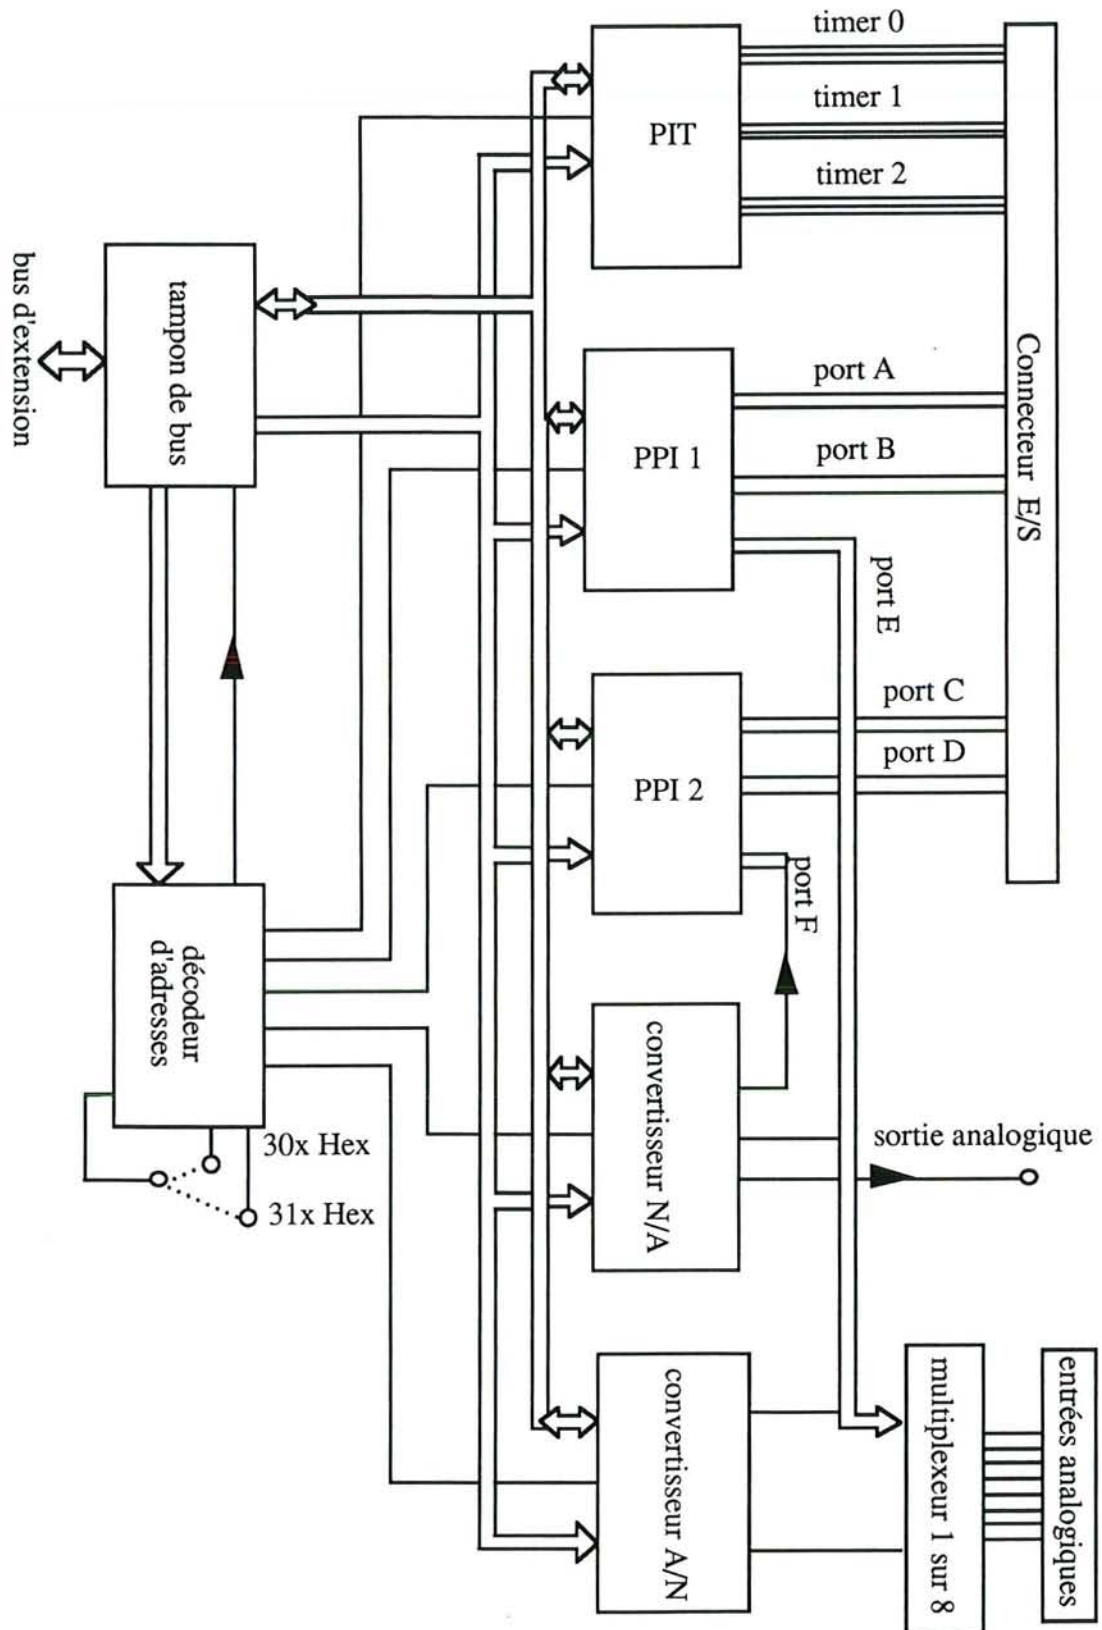 timer 0
timer 1
timer 2
PIT
Connecteur E/S
bus d'extension
tampon de bus
port A
port B
PPI 1
port E
port C
port D
PPI 2
port F
décodeur
d'adresses
30x Hex
31x Hex
convertisseur N/A
sortie analogique
convertisseur A/N
multiplexeur 1 sur 8
entrées analogiques